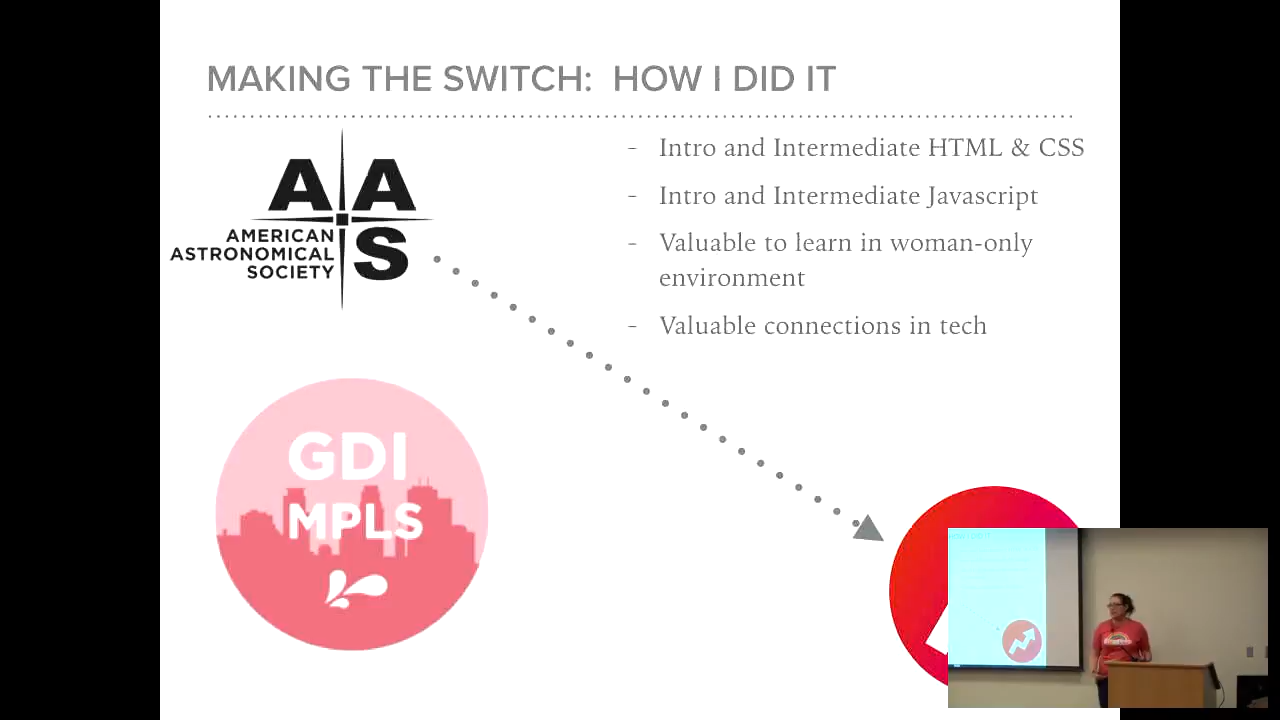 MAKING THE SWITCH: HOW I DID IT
AAS
AMERICAN
ASTRONOMICAL
SOCIETY
- Intro and Intermediate HTML & CSS
- Intro and Intermediate Javascript
- Valuable to learn in woman-only
environment
- Valuable connections in tech
GDI
MPLS